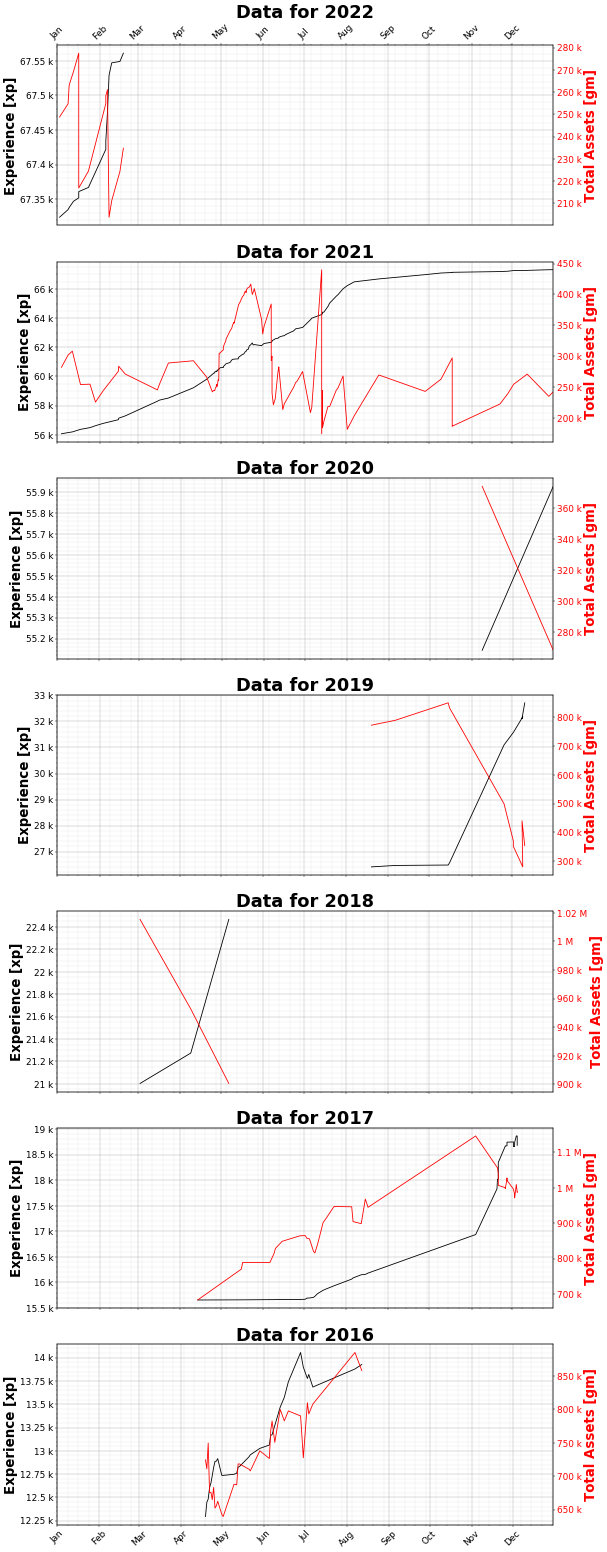 Data for 2022
Jan Feb Mar Apr May Jun Jul Aug Sep Oct Nov Dec
Experience [xp]
67.55 k
67.5 k
67.45 k
67.4 k
67.35 k
280 k
270 k
260 k
250 k
240 k
230 k
220 k
210 k
Total Assets [gm]
Data for 2021
Experience [xp]
66 k
64 k
62 k
60 k
58 k
56 k
450 k
400 k
350 k
300 k
250 k
200 k
Total Assets [gm]
Data for 2020
Experience [xp]
55.9 k
55.8 k
55.7 k
55.6 k
55.5 k
55.4 k
55.3 k
55.2 k
360 k
340 k
320 k
300 k
280 k
Total Assets [gm]
Data for 2019
Experience [xp]
33 k
32 k
31 k
30 k
29 k
28 k
27 k
800 k
700 k
600 k
500 k
400 k
300 k
Total Assets [gm]
Data for 2018
Experience [xp]
22.4 k
22.2 k
22 k
21.8 k
21.6 k
21.4 k
21.2 k
21 k
1.02 M
1 M
980 k
960 k
940 k
920 k
900 k
Total Assets [gm]
Data for 2017
Experience [xp]
19 k
18.5 k
18 k
17.5 k
17 k
16.5 k
16 k
15.5 k
1.1 M
1 M
900 k
800 k
700 k
Total Assets [gm]
Data for 2016
Experience [xp]
14 k
13.75 k
13.5 k
13.25 k
13 k
12.75 k
12.5 k
12.25 k
850 k
800 k
750 k
700 k
650 k
Total Assets [gm]
Jan Feb Mar Apr May Jun Jul Aug Sep Oct Nov Dec